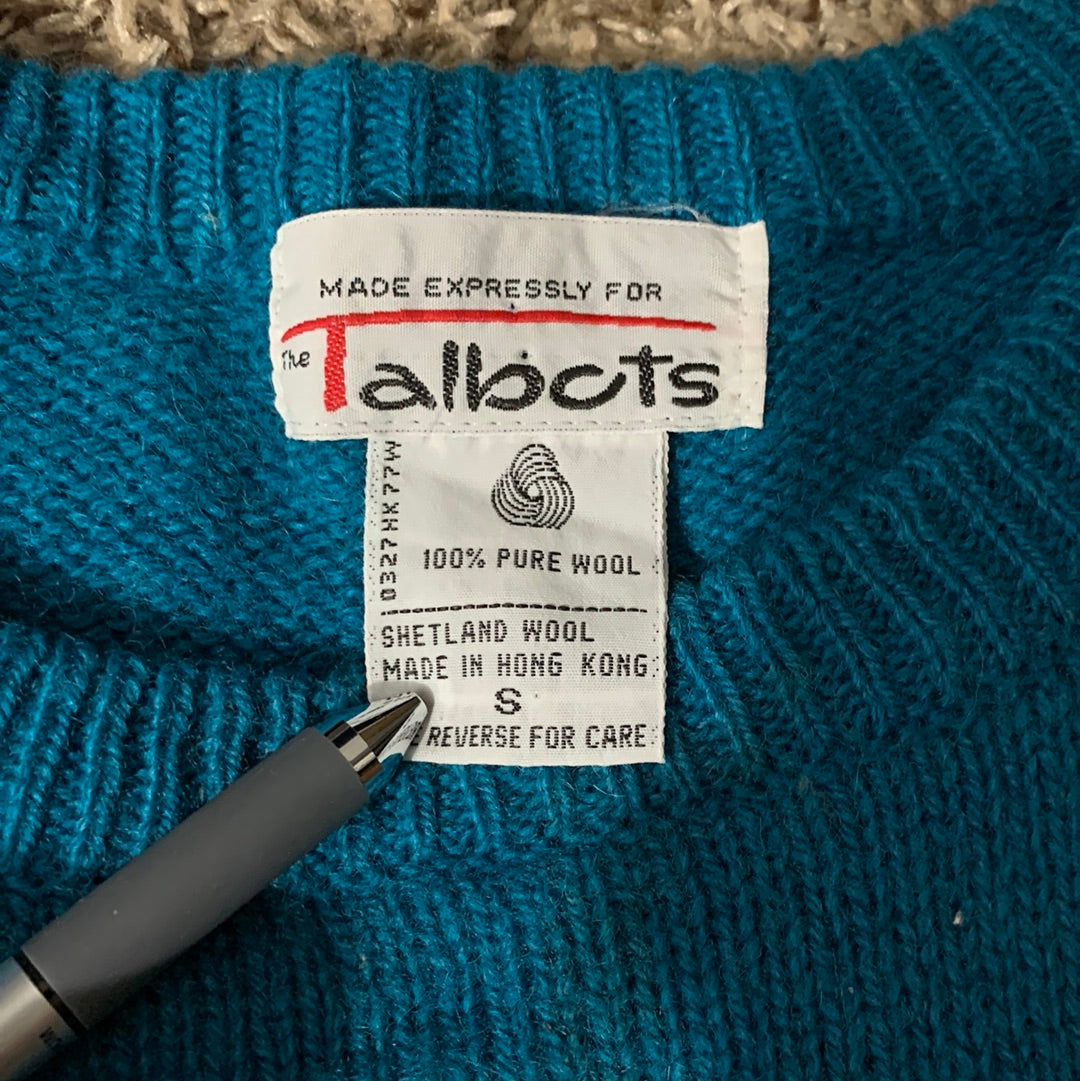 MADE EXPRESSLY FOR
The Talbots
0327HK77W
100% PURE WOOL
SHETLAND WOOL
MADE IN HONG KONG
S
REVERSE FOR CARE